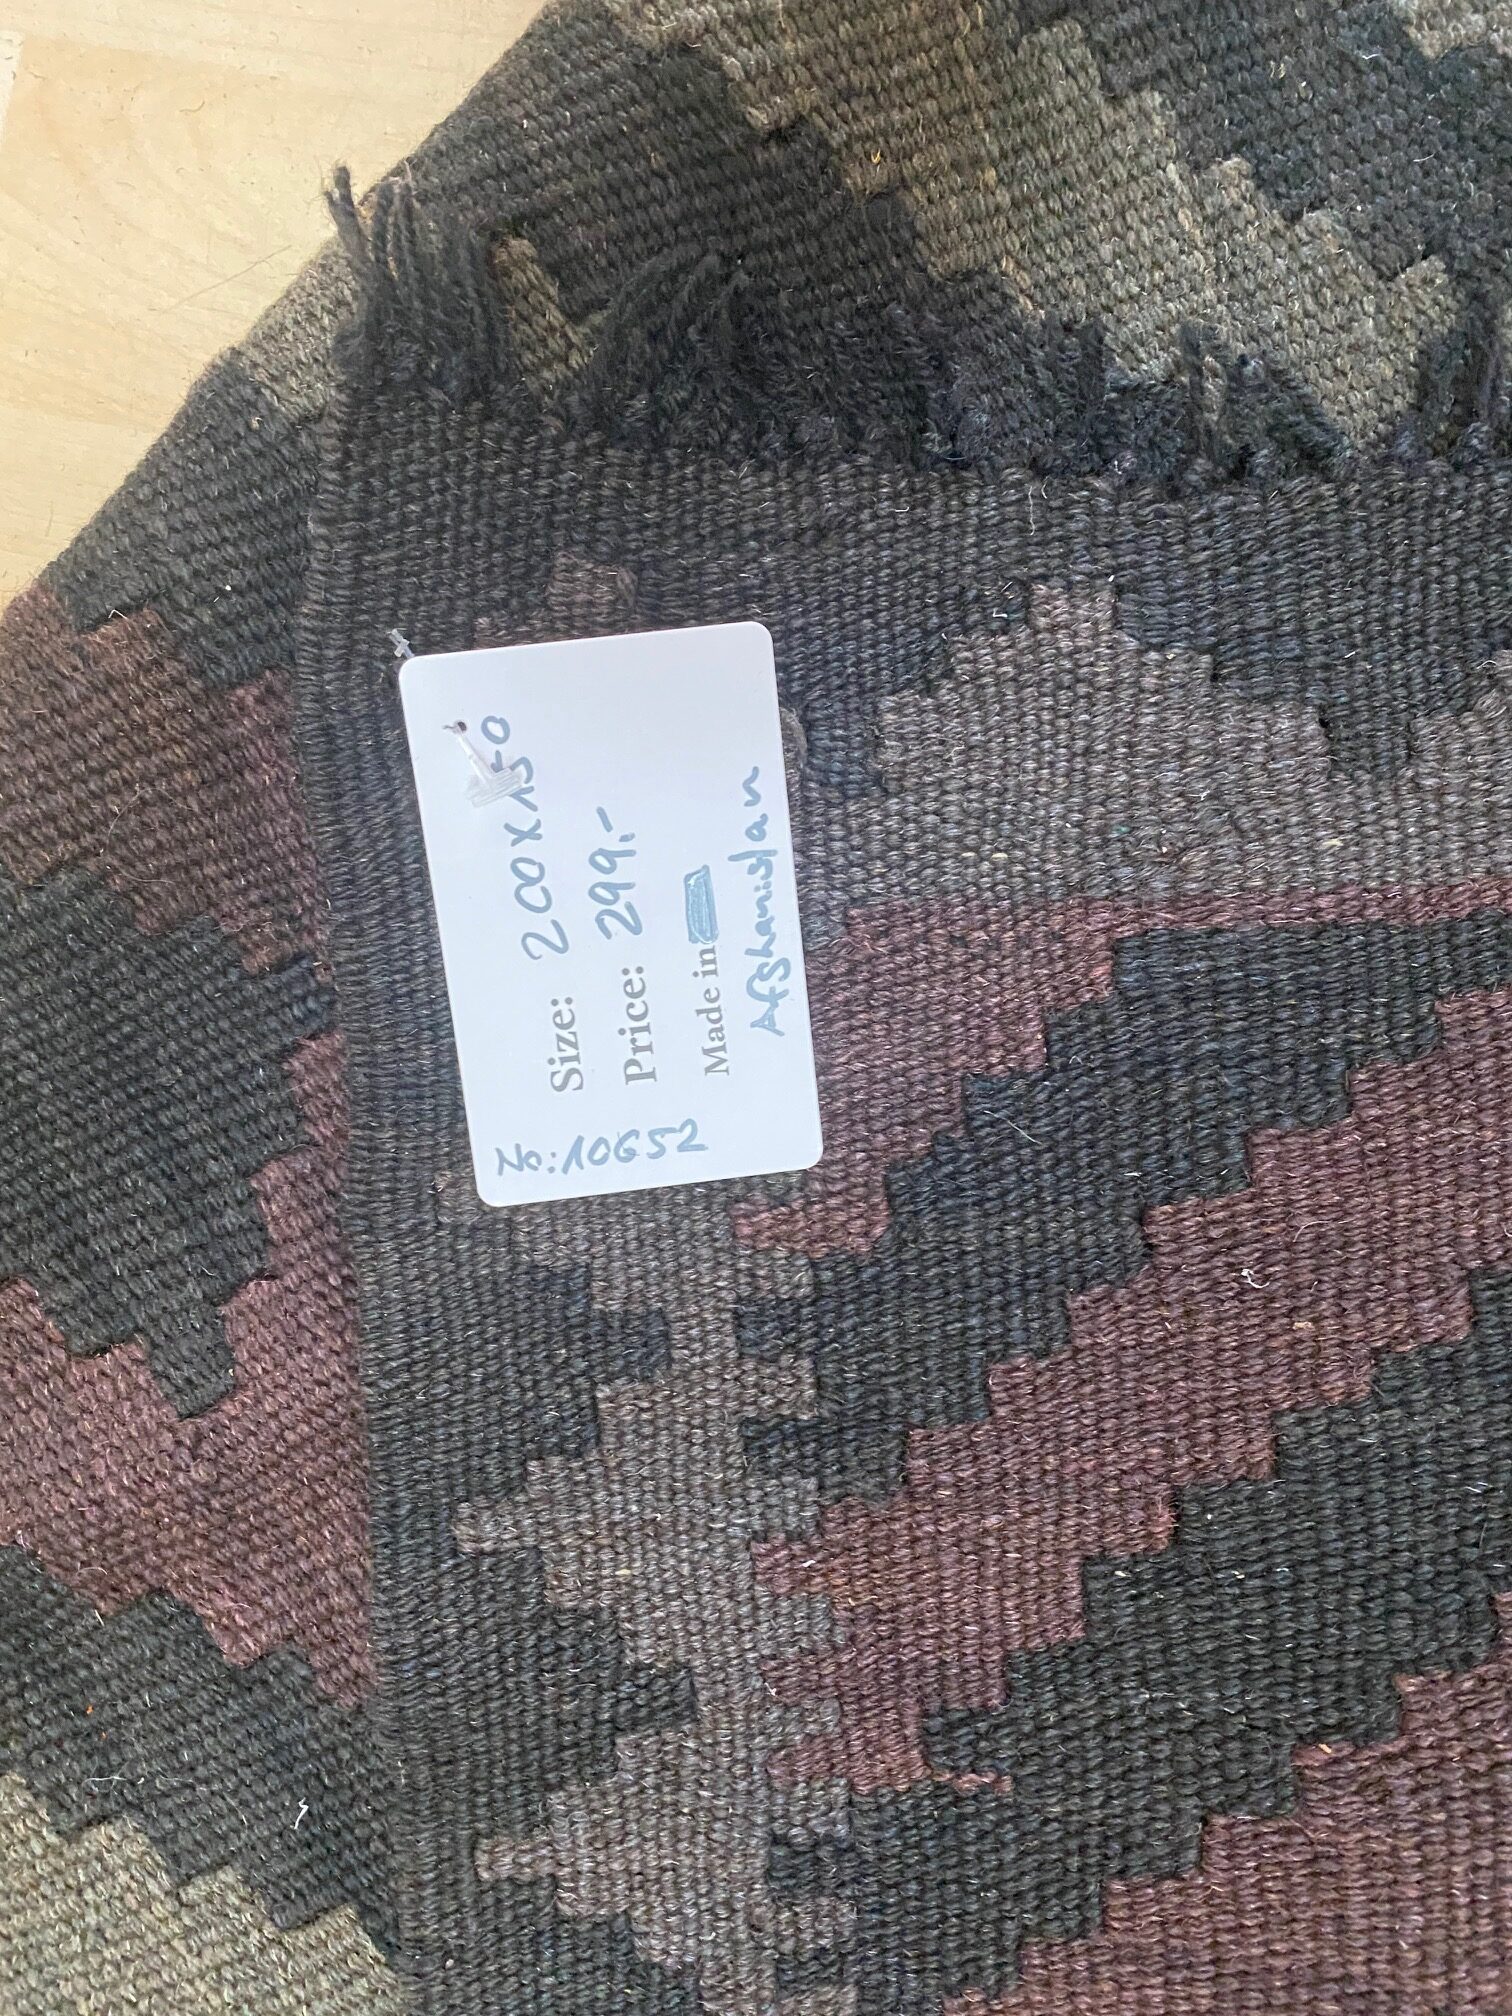 Size: 200x150
Price: 299.-
Made in
Afghanistan
No:10652